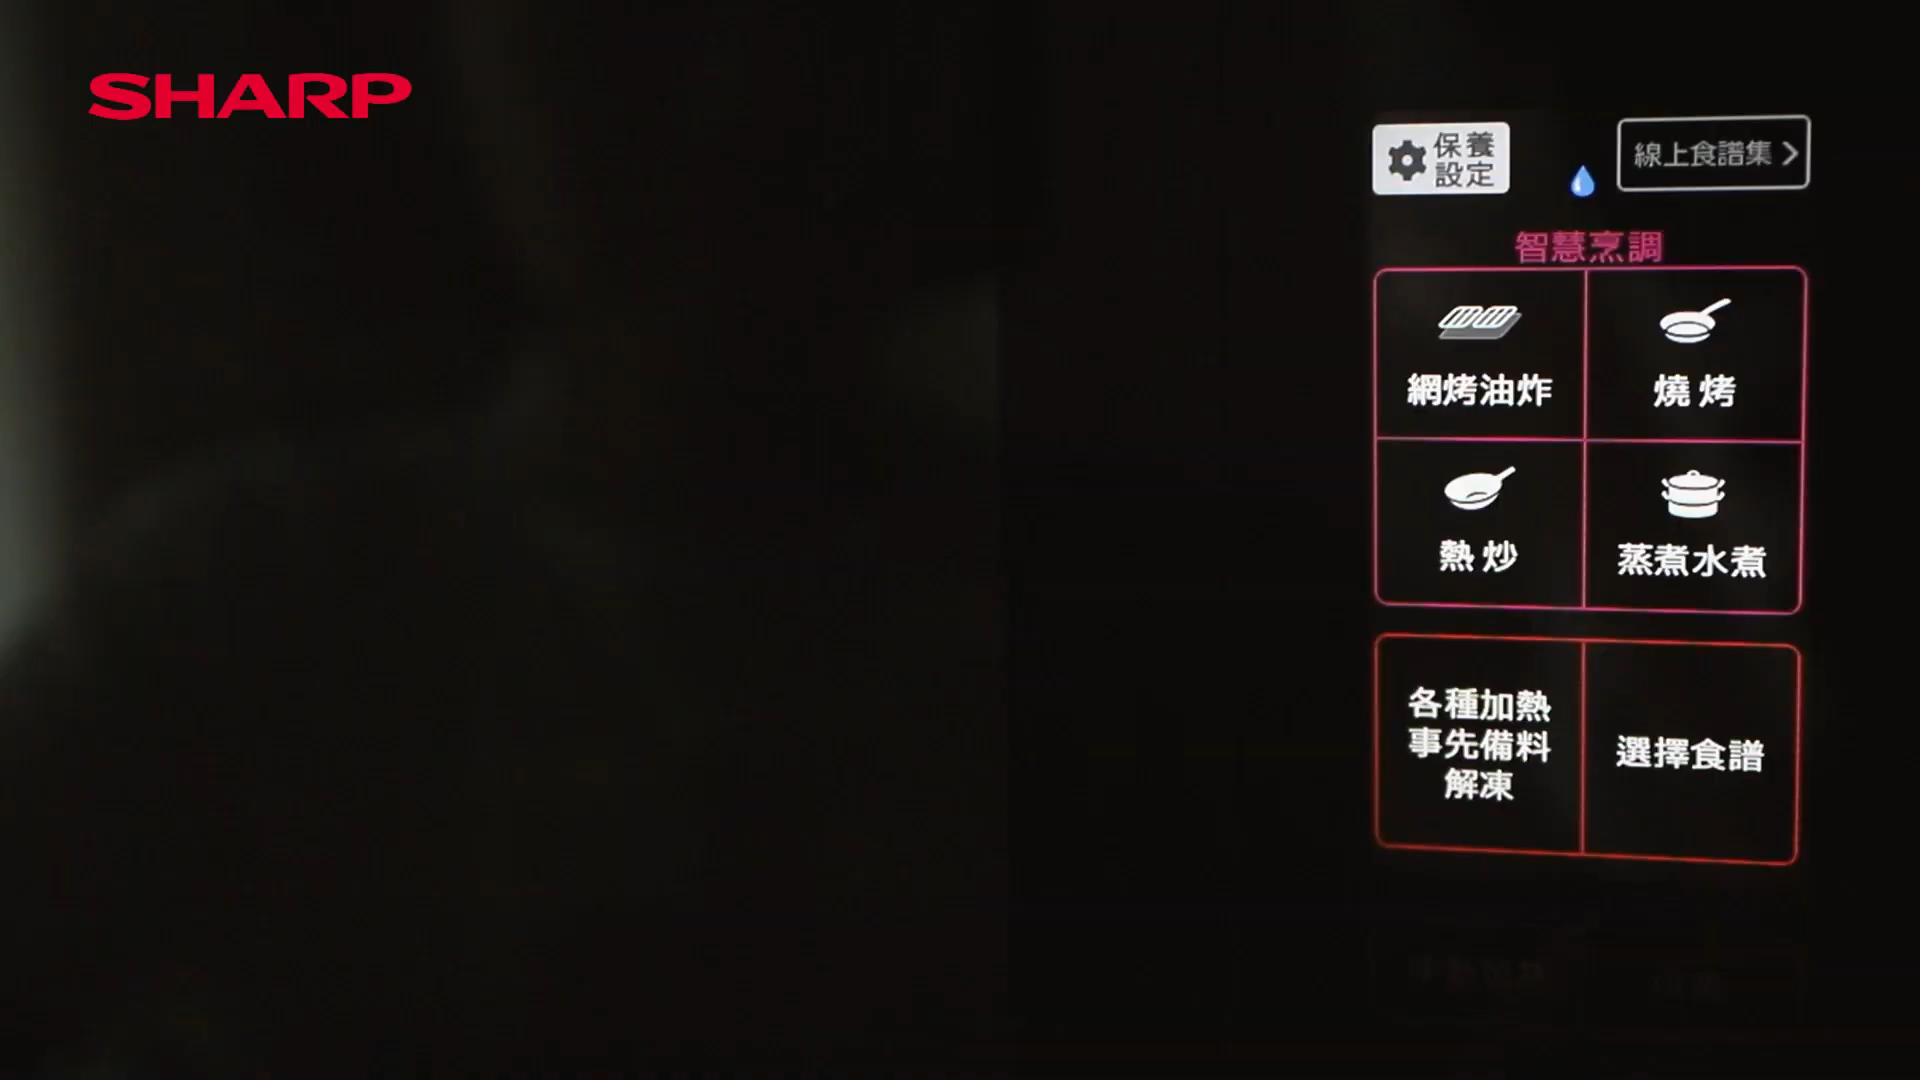 SHARP
保養
設定
線上食譜集
智慧烹調
網烤油炸
燒烤
熱炒
蒸煮水煮
各種加熱
事先備料
解凍
選擇食譜